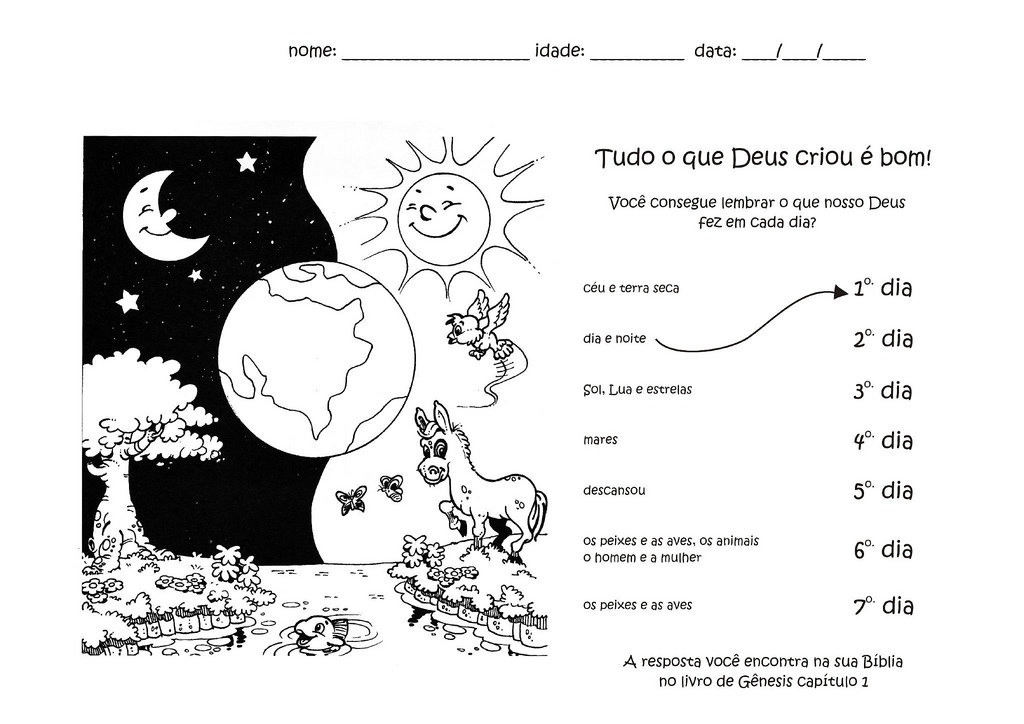 nome: ______________________ idade: ___________ data: ____/____/_____
Tudo o que Deus criou é bom!
Você consegue lembrar o que nosso Deus
fez em cada dia?
céu e terra seca
1º. dia
dia e noite
2º. dia
Sol, Lua e estrelas
3º. dia
mares
4º. dia
descansou
5º. dia
os peixes e as aves, os animais
o homem e a mulher
6º. dia
os peixes e as aves
7º. dia
A resposta você encontra na sua Bíblia
no livro de Gênesis capítulo 1